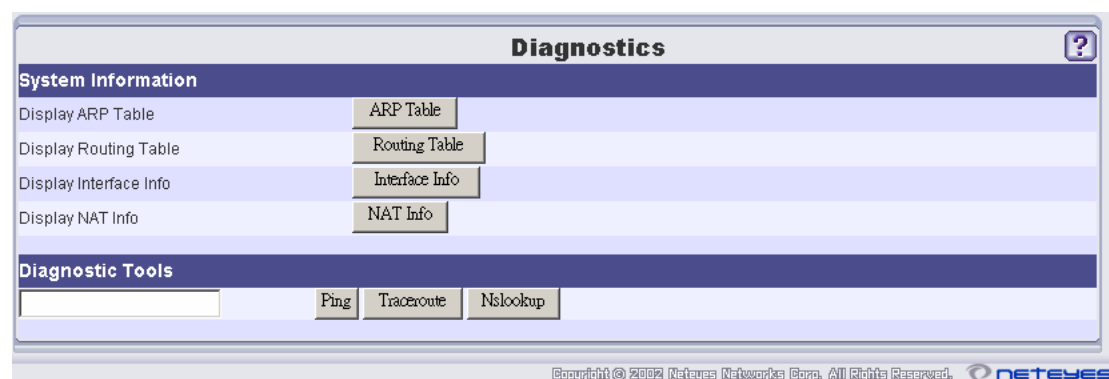 Diagnostics
?
System Information
Display ARP Table ARP Table
Display Routing Table Routing Table
Display Interface Info Interface Info
Display NAT Info NAT Info
Diagnostic Tools
Ping Traceroute Nslookup
Copyright @ 2002 Neteyes Networks Corp. All Rights Reserved. NETEYES